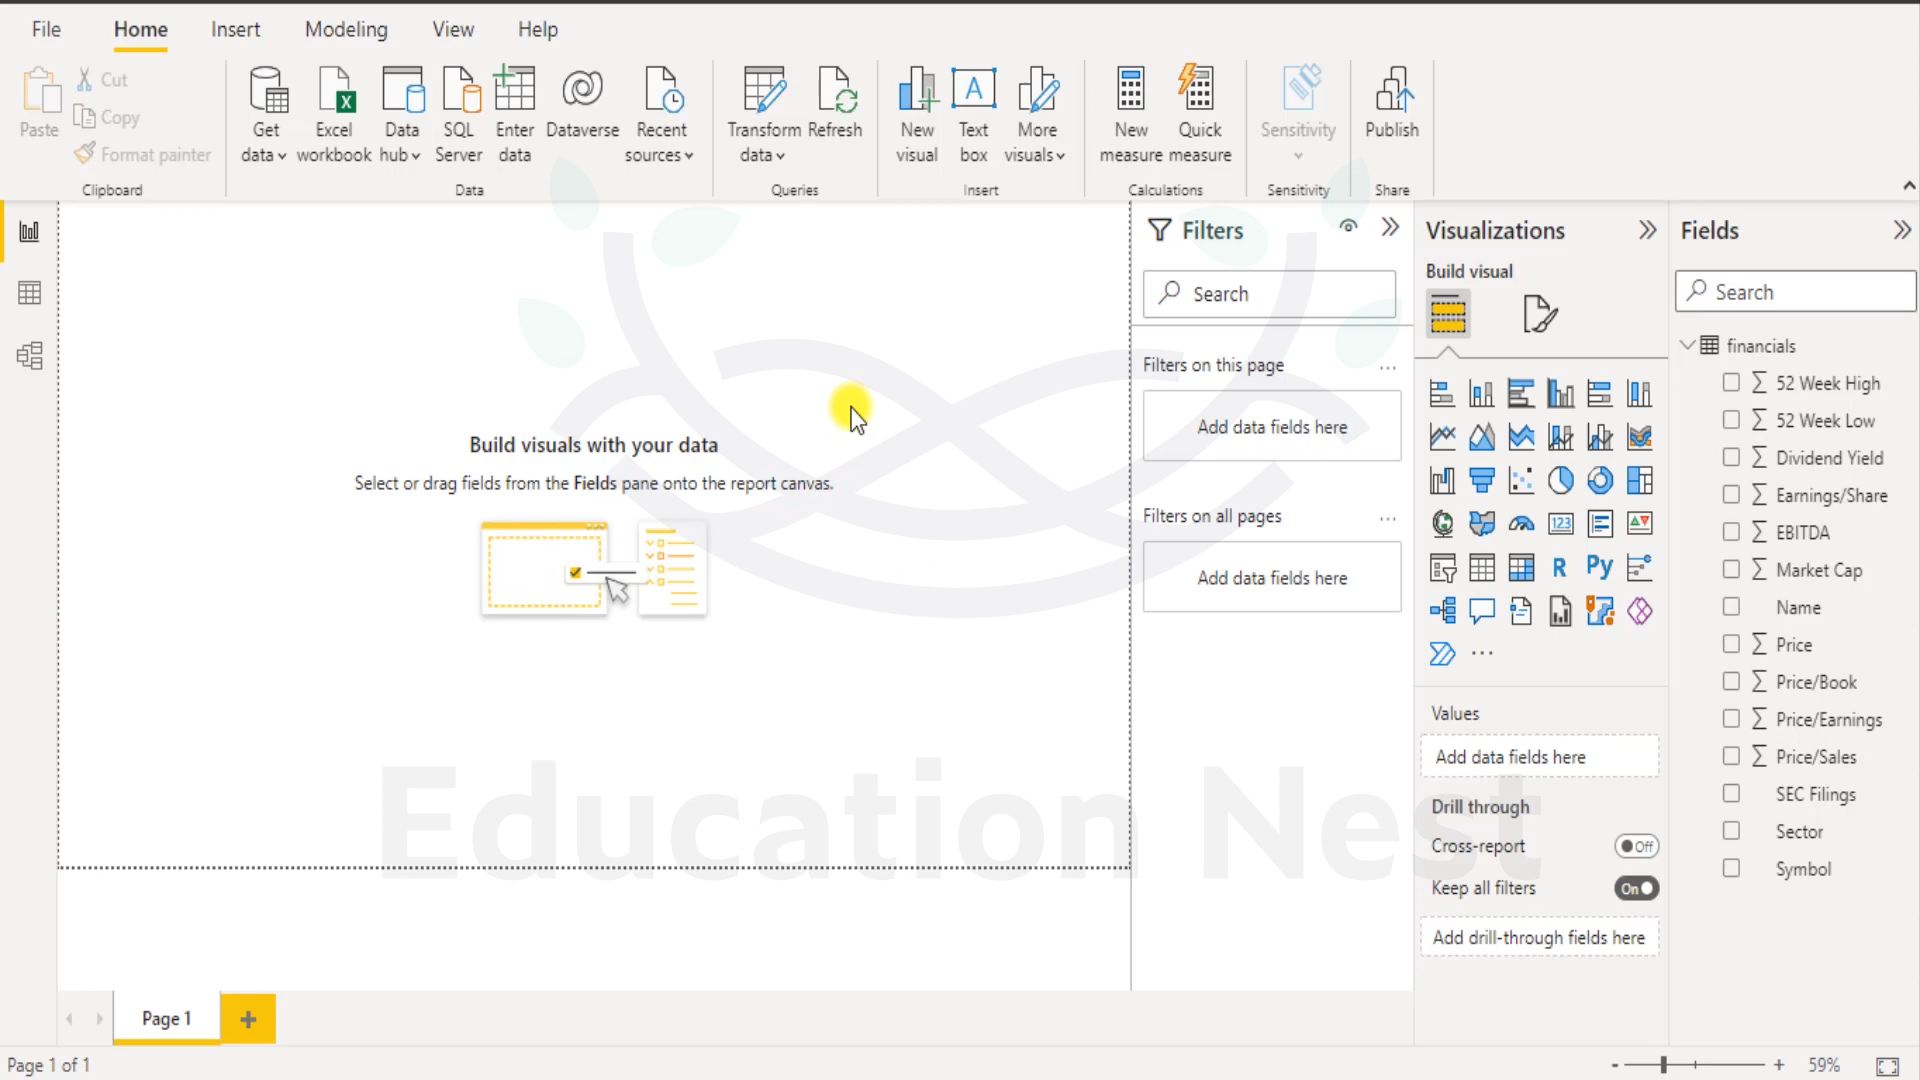 File Home Insert Modeling View Help
Paste
Cut
Copy
Format painter
Clipboard
Get data
Excel workbook
Data hub
SQL Server
Enter data
Dataverse
Recent sources
Data
Transform data
Refresh
Queries
New visual
Text box
More visuals
Insert
New measure
Quick measure
Calculations
Sensitivity
Sensitivity
Publish
Share
Build visuals with your data
Select or drag fields from the Fields pane onto the report canvas.
Filters
Search
Filters on this page ...
Add data fields here
Filters on all pages ...
Add data fields here
Visualizations
Build visual
123
R Py
...
Values
Add data fields here
Drill through
Cross-report Off
Keep all filters On
Add drill-through fields here
Fields
Search
financials
52 Week High
52 Week Low
Dividend Yield
Earnings/Share
EBITDA
Market Cap
Name
Price
Price/Book
Price/Earnings
Price/Sales
SEC Filings
Sector
Symbol
Education Nest
Page 1 +
Page 1 of 1
- + 59%